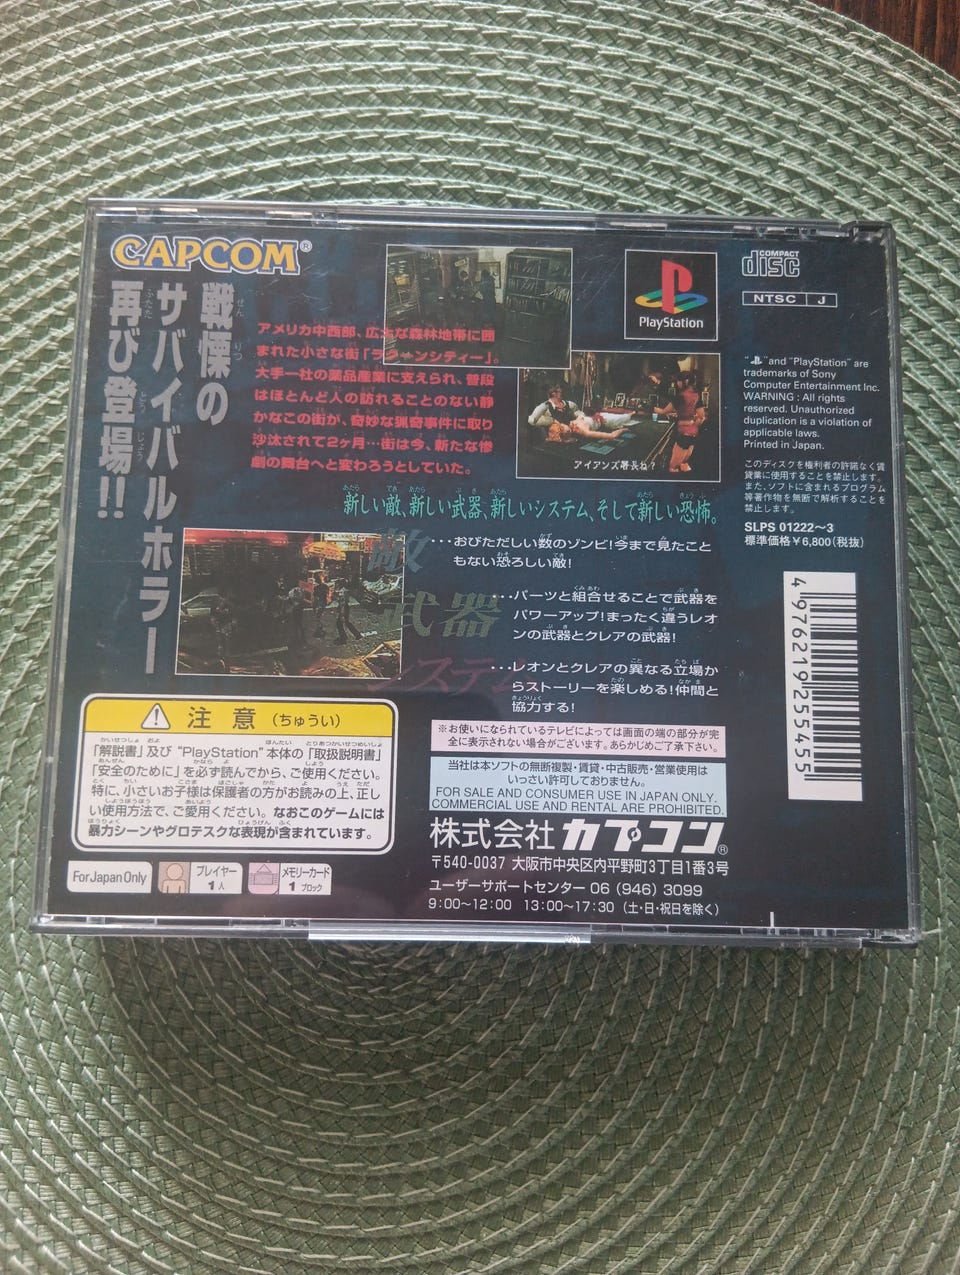 CAPCOM®
戦慄の
サバイバルホラー
再び登場!!
アメリカ中西部、広大な森林地帯に囲
まれた小さな街「ラクーンシティー」。
大手一社の薬品産業に支えられ、普段
はほとんど人の訪れることのない静
かなこの街が、奇妙な猟奇事件に取り
沙汰されて2ヶ月…街は今、新たな惨
劇の舞台へと変わろうとしていた。
PlayStation
アイアンズ署長ね?
COMPACT
disc
NTSC J
"PS" and "PlayStation" are
trademarks of Sony
Computer Entertainment Inc.
WARNING : All rights
reserved. Unauthorized
duplication is a violation of
applicable laws.
Printed in Japan.
このディスクを権利者の許諾なく賃
貸業に使用することを禁止します。
また、ソフトに含まれるプログラム
等著作物を無断で解析することを
禁止します。
SLPS 01222〜3
標準価格¥6,800(税抜)
4 976219 255455
新しい敵、新しい武器、新しいシステム、そして新しい恐怖。
敵
…おびただしい数のゾンビ!今まで見たこと
もない恐ろしい敵!
武器
…パーツと組合せることで武器を
パワーアップ!まったく違うレオ
ンの武器とクレアの武器!
システム
…レオンとクレアの異なる立場か
らストーリーを楽しめる!仲間と
協力する!
注意(ちゅうい)
「解説書」及び "PlayStation" 本体の「取扱説明書」
「安全のために」を必ず読んでから、ご使用ください。
特に、小さいお子様は保護者の方がお読みの上、正し
い使用方法で、ご愛用ください。なおこのゲームには
暴力シーンやグロテスクな表現が含まれています。
For Japan Only
プレイヤー
1人
メモリーカード
1ブロック
※お使いになられているテレビによっては画面の端の部分が完
全に表示されない場合がございます。あらかじめご了承下さい。
当社は本ソフトの無断複製・賃貸・中古販売・営業使用は
いっさい許可しておりません。
FOR SALE AND CONSUMER USE IN JAPAN ONLY.
COMMERCIAL USE AND RENTAL ARE PROHIBITED.
株式会社カプコン®
〒540-0037 大阪市中央区内平野町3丁目1番3号
ユーザーサポートセンター 06 (946) 3099
9:00〜12:00 13:00〜17:30 (土・日・祝日を除く)